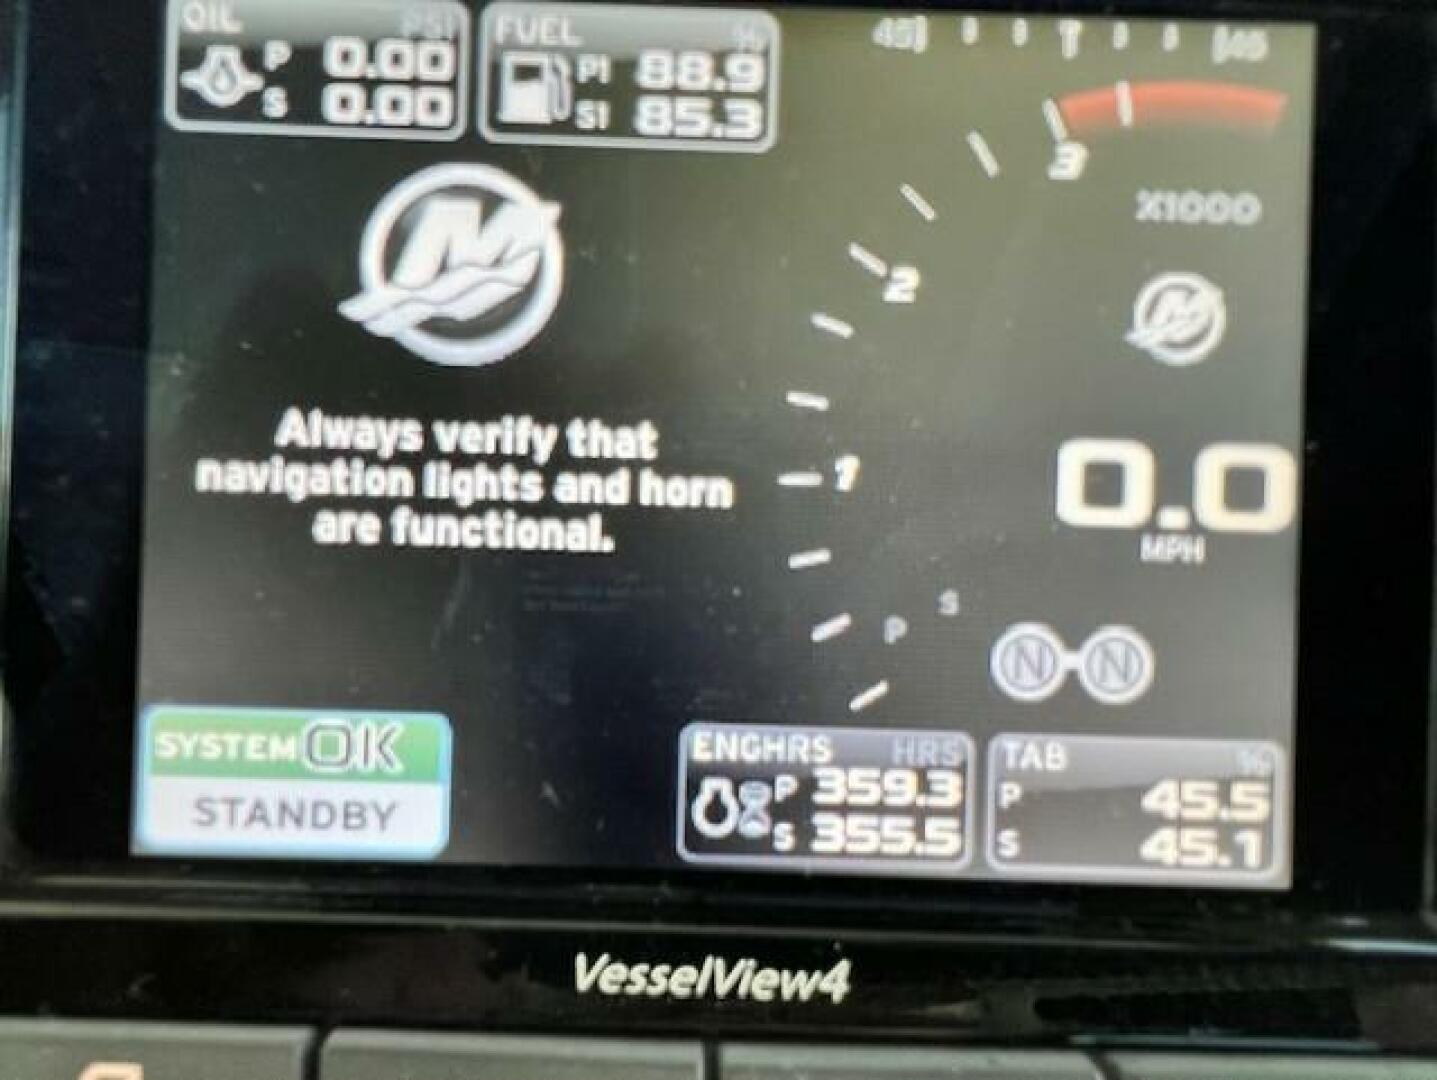 OIL PSI
P 0.00
S 0.00
FUEL %
P1 88.9
S1 85.3
45 T 45
3
X1000
2
M
M
Always verify that
navigation lights and horn
are functional.
1
0.0
MPH
S
P
N N
SYSTEM OK
STANDBY
ENGHRS HRS
P 359.3
S 355.5
TAB %
P 45.5
S 45.1
VesselView4